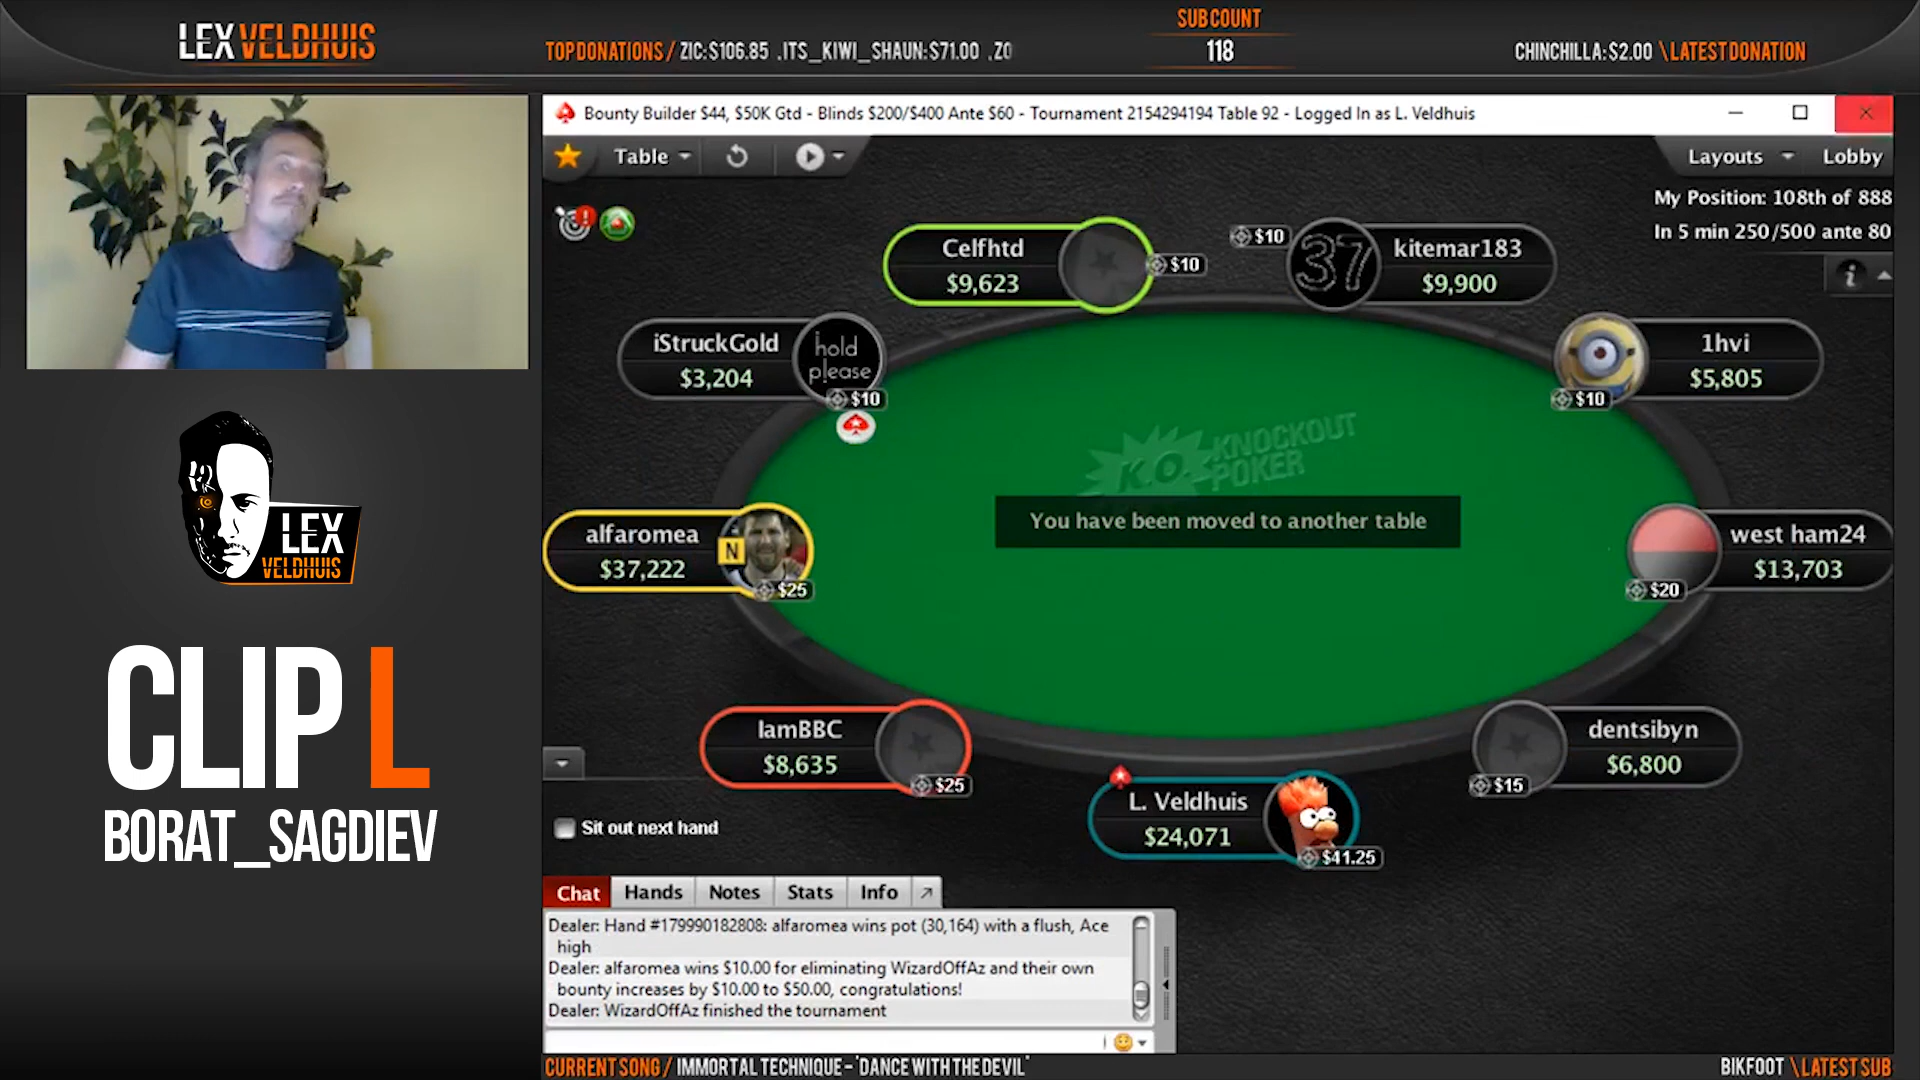 LEX VELDHUIS
TOP DONATIONS / ZIC: $106.85 .ITS_KIWI_SHAUN: $71.00 .ZO
SUB COUNT
118
CHINCHILLA: $2.00 \ LATEST DONATION
Bounty Builder $44, $50K Gtd - Blinds $200/$400 Ante $60 - Tournament 2154294194 Table 92 - Logged In as L. Veldhuis
Table
Layouts
Lobby
My Position: 108th of 888
In 5 min 250/500 ante 80
Celfhtd
$9,623
$10
$10
37
kitemar183
$9,900
iStruckGold
$3,204
hold
please
$10
1hvi
$5,805
$10
K.O. KNOCKOUT
POKER
You have been moved to another table
alfaromea
$37,222
N
$25
west ham24
$13,703
$20
IamBBC
$8,635
$25
L. Veldhuis
$24,071
$41.25
dentsibyn
$6,800
$15
LEX
VELDHUIS
CLIP L
BORAT_SAGDIEV
Sit out next hand
Chat
Hands
Notes
Stats
Info
Dealer: Hand #179990182808: alfaromea wins pot (30,164) with a flush, Ace
high
Dealer: alfaromea wins $10.00 for eliminating WizardOffAz and their own
bounty increases by $10.00 to $50.00, congratulations!
Dealer: WizardOffAz finished the tournament
CURRENT SONG / IMMORTAL TECHNIQUE - 'DANCE WITH THE DEVIL'
BIKFOOT \ LATEST SUB